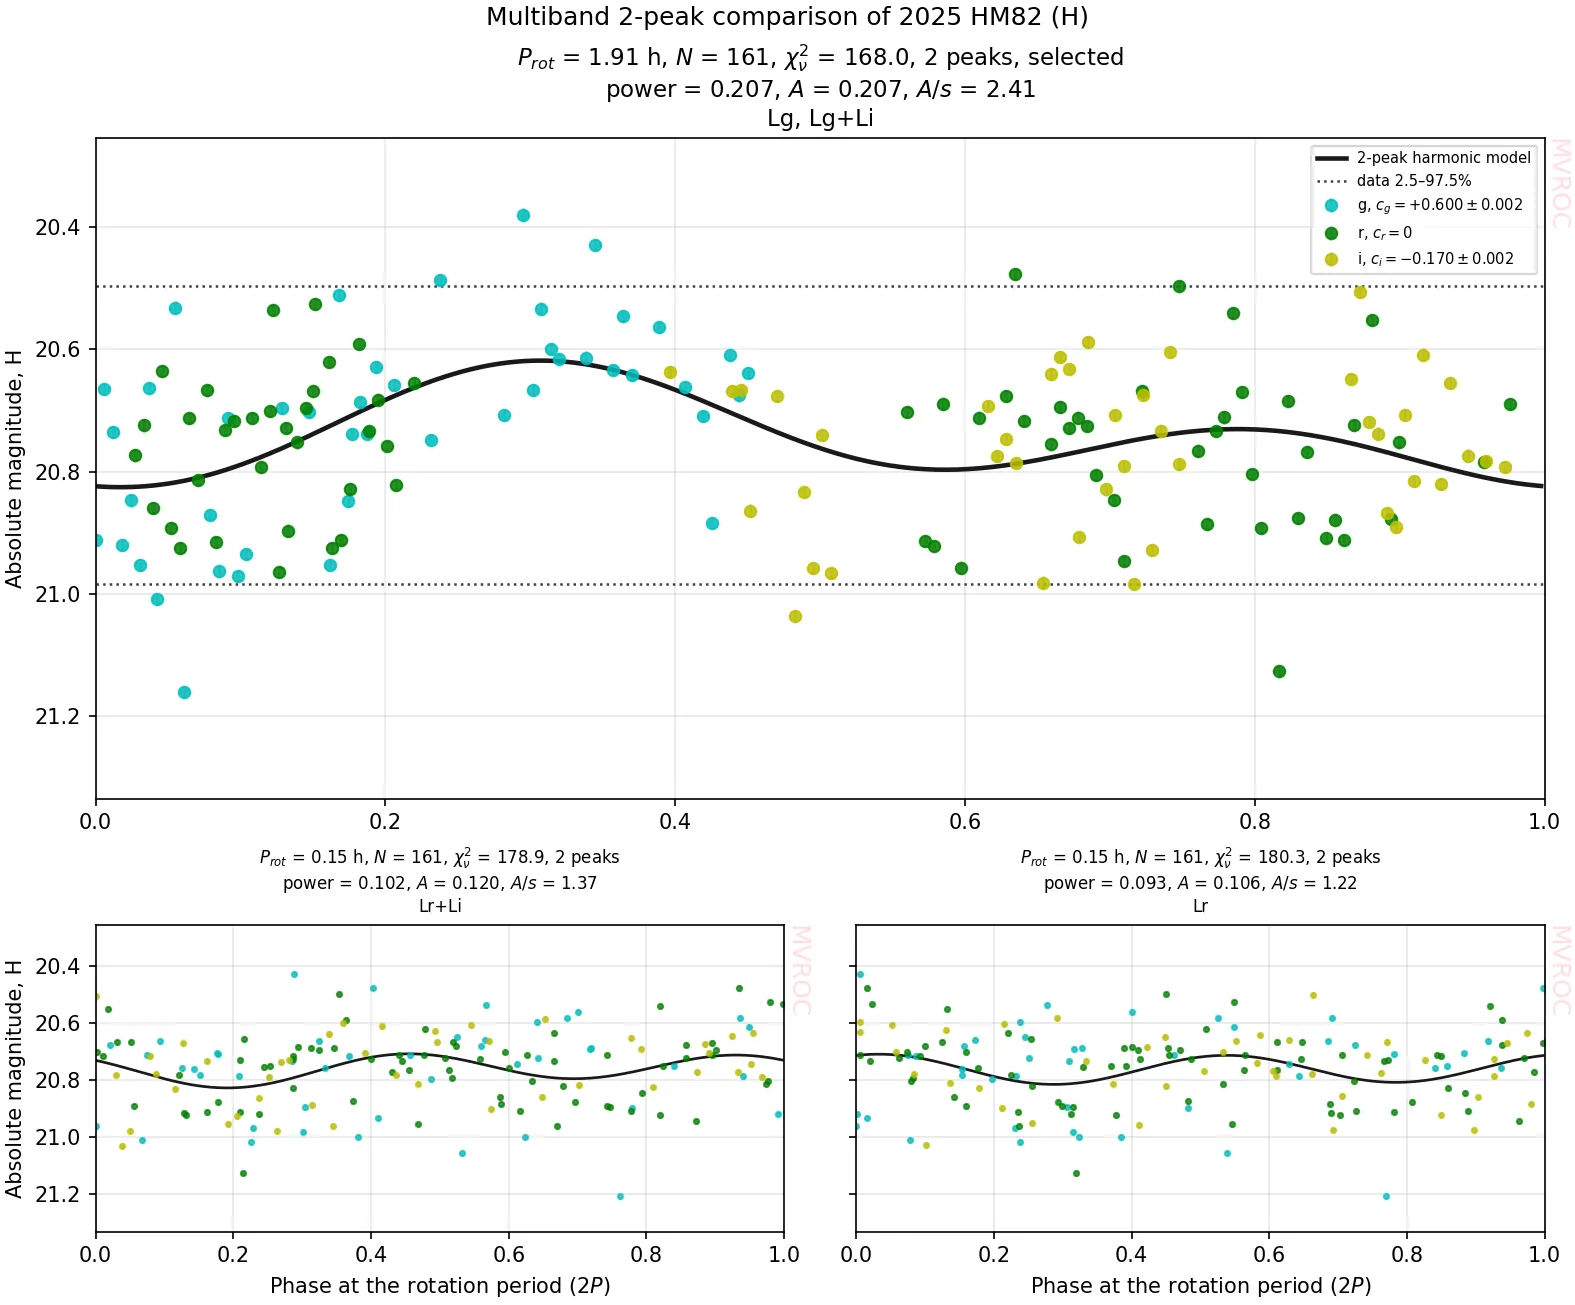 Multiband 2-peak comparison of 2025 HM82 (H)
P_rot = 1.91 h, N = 161, χ²_ν = 168.0, 2 peaks, selected
power = 0.207, A = 0.207, A/s = 2.41
Lg, Lg+Li
2-peak harmonic model
data 2.5–97.5%
g, c_g = +0.600 ± 0.002
r, c_r = 0
i, c_i = −0.170 ± 0.002
MVROC
Absolute magnitude, H
20.4
20.6
20.8
21.0
21.2
0.0 0.2 0.4 0.6 0.8 1.0
P_rot = 0.15 h, N = 161, χ²_ν = 178.9, 2 peaks
power = 0.102, A = 0.120, A/s = 1.37
Lr+Li
MVROC
Absolute magnitude, H
20.4
20.6
20.8
21.0
21.2
0.0 0.2 0.4 0.6 0.8 1.0
Phase at the rotation period (2P)
P_rot = 0.15 h, N = 161, χ²_ν = 180.3, 2 peaks
power = 0.093, A = 0.106, A/s = 1.22
Lr
MVROC
0.0 0.2 0.4 0.6 0.8 1.0
Phase at the rotation period (2P)